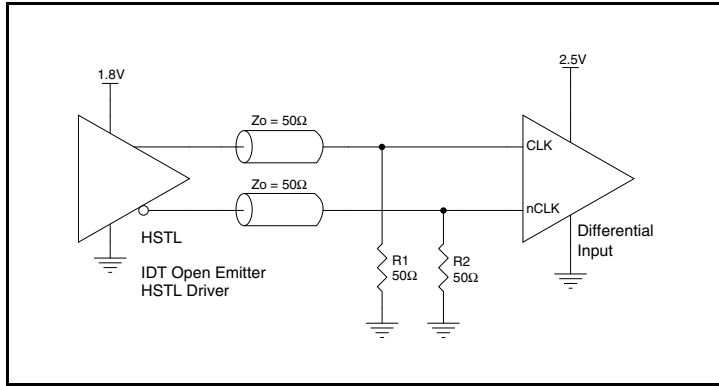 1.8V
2.5V
Zo = 50Ω
CLK
Zo = 50Ω
nCLK
HSTL
Differential
Input
R1
50Ω
R2
50Ω
IDT Open Emitter
HSTL Driver